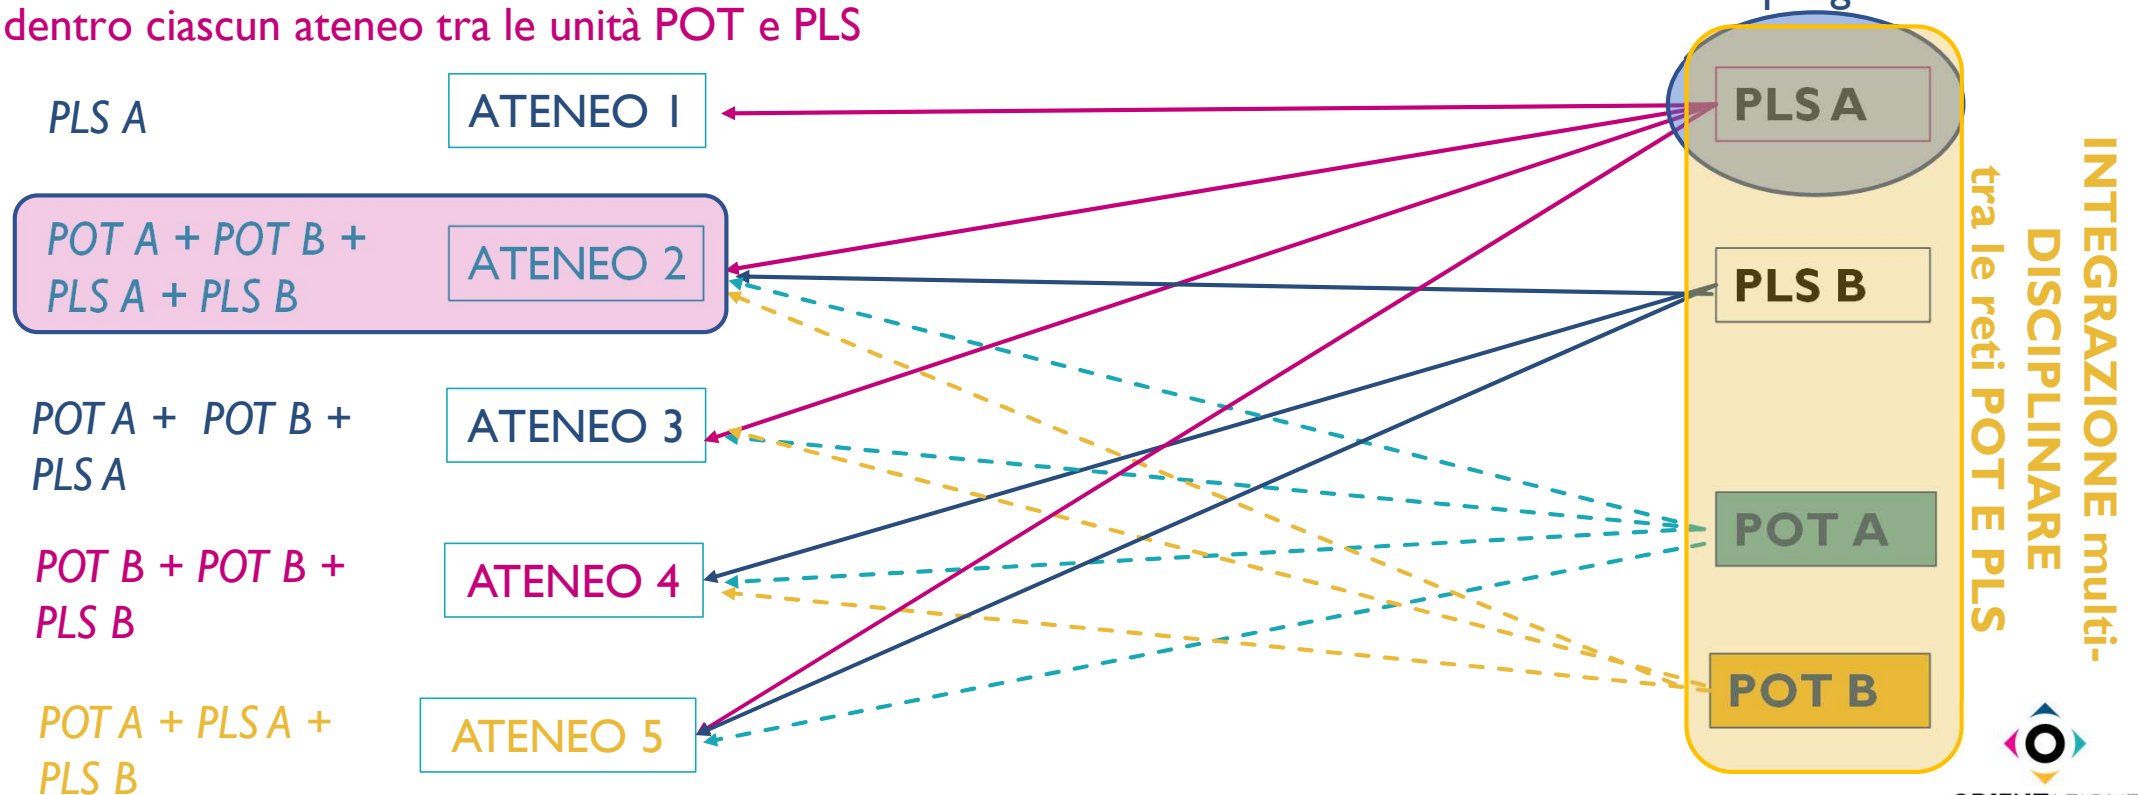 dentro ciascun ateneo tra le unità POT e PLS
PLS A
ATENEO 1
PLS A
POT A + POT B +
PLS A + PLS B
ATENEO 2
PLS B
POT A + POT B +
PLS A
ATENEO 3
POT A
POT B + POT B +
PLS B
ATENEO 4
POT B
POT A + PLS A +
PLS B
ATENEO 5
INTEGRAZIONE multi-
DISCIPLINARE
tra le reti POT E PLS